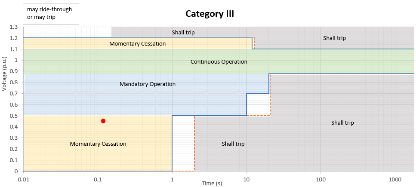 may ride-through
or may trip
Category III
Shall trip
Momentary Cessation
Continuous Operation
Mandatory Operation
Momentary Cassation
Shall trip
Shall trip
Voltage (p.u.)
1.3
1.2
1.1
1
0.9
0.8
0.7
0.6
0.5
0.4
0.3
0.2
0.1
0
0.01
0.1
1
10
100
1000
Time (s)